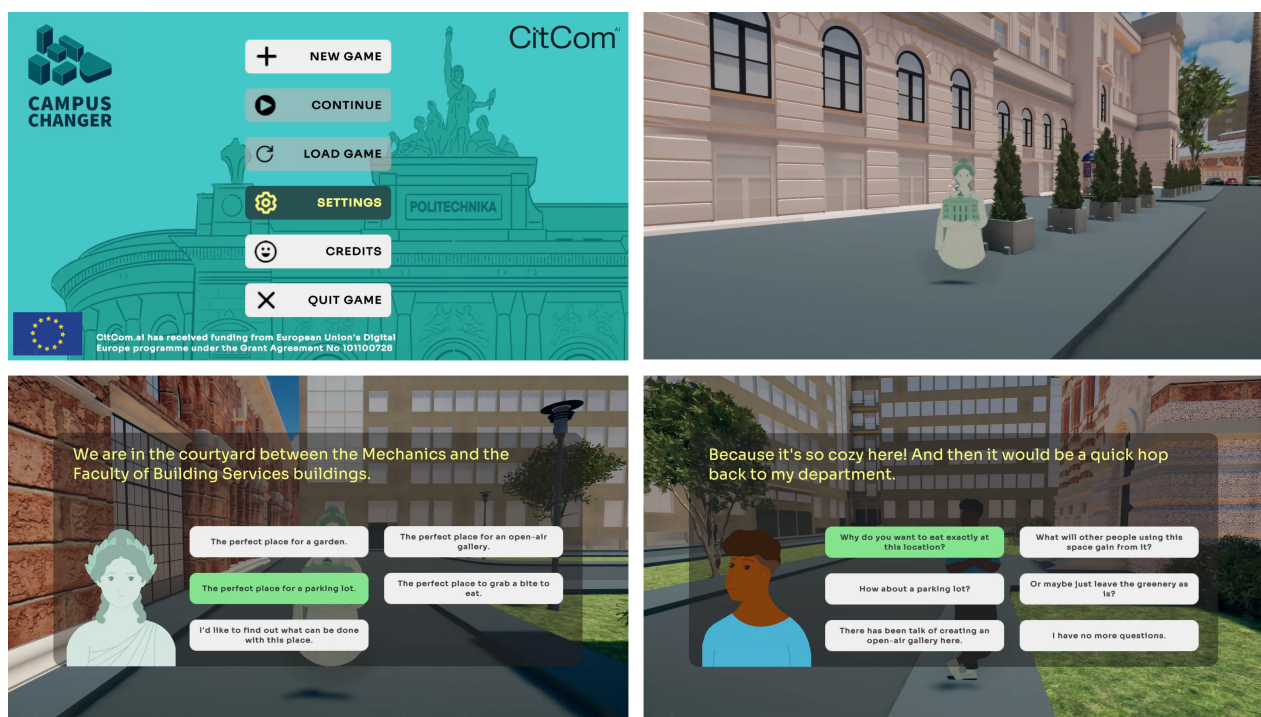 CAMPUS
CHANGER
CitCom.ai
NEW GAME
CONTINUE
LOAD GAME
SETTINGS
CREDITS
QUIT GAME
POLITECHNIKA
CitCom.ai has received funding from European Union's Digital
Europe programme under the Grant Agreement No 101100728
We are in the courtyard between the Mechanics and the
Faculty of Building Services buildings.
The perfect place for a garden.
The perfect place for an open-air
gallery.
The perfect place for a parking lot.
The perfect place to grab a bite to
eat.
I'd like to find out what can be done
with this place.
Because it's so cozy here! And then it would be a quick hop
back to my department.
Why do you want to eat exactly at
this location?
What will other people using this
space gain from it?
How about a parking lot?
Or maybe just leave the greenery as
is?
There has been talk of creating an
open-air gallery here.
I have no more questions.